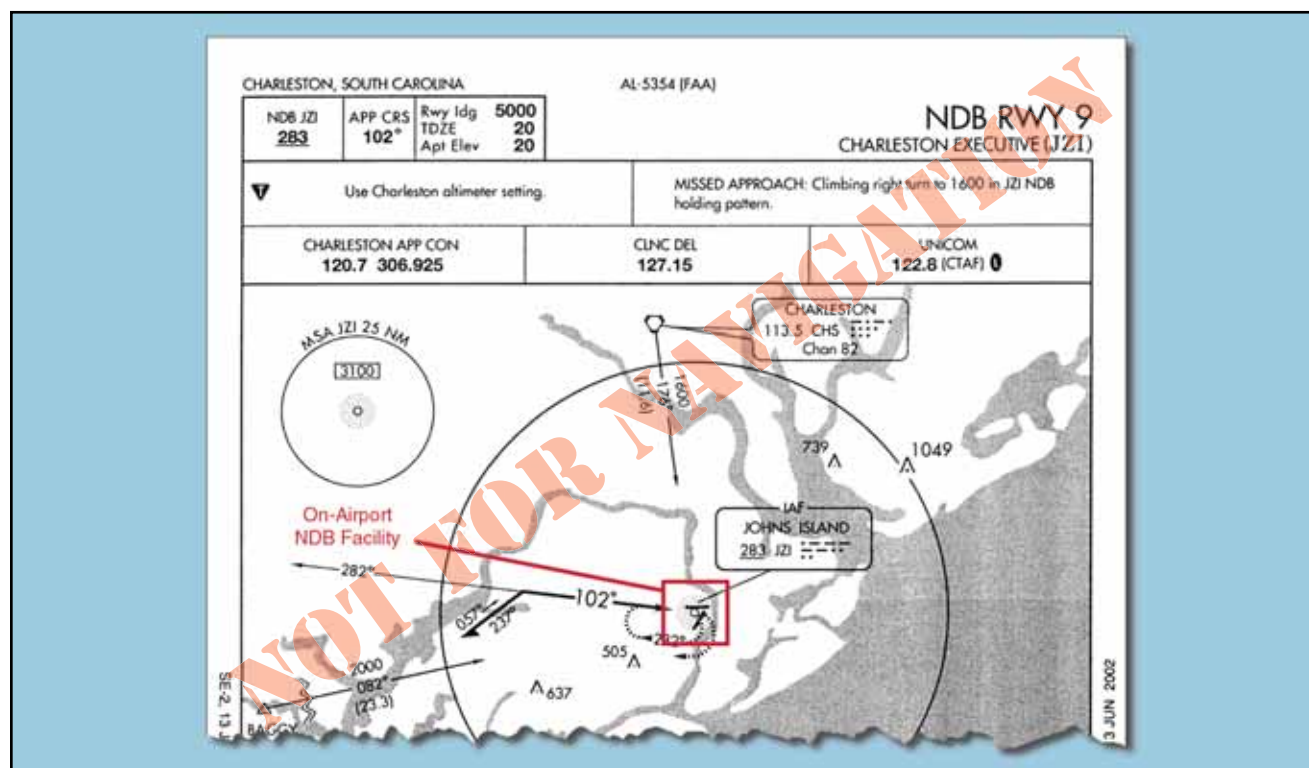 CHARLESTON, SOUTH CAROLINA
AL-5354 (FAA)
NDB JZI
283
APP CRS
102°
Rwy Idg 5000
TDZE 20
Apt Elev 20
NDB RWY 9
CHARLESTON EXECUTIVE (JZI)
T
Use Charleston altimeter setting.
MISSED APPROACH: Climbing right turn to 1600 in JZI NDB
holding pattern.
CHARLESTON APP CON
120.7 306.925
CLNC DEL
127.15
UNICOM
122.8 (CTAF) L
MSA JZI 25 NM
3100
CHARLESTON
113.5 CHS
Chan 82
1600
176°
(11.6)
739
1049
On-Airport
NDB Facility
IAF
JOHNS ISLAND
283 JZI
282°
102°
057°
237°
505
637
2000
082°
(23.3)
BAGGY
SE-2, 13 J
3 JUN 2002
NOT FOR NAVIGATION